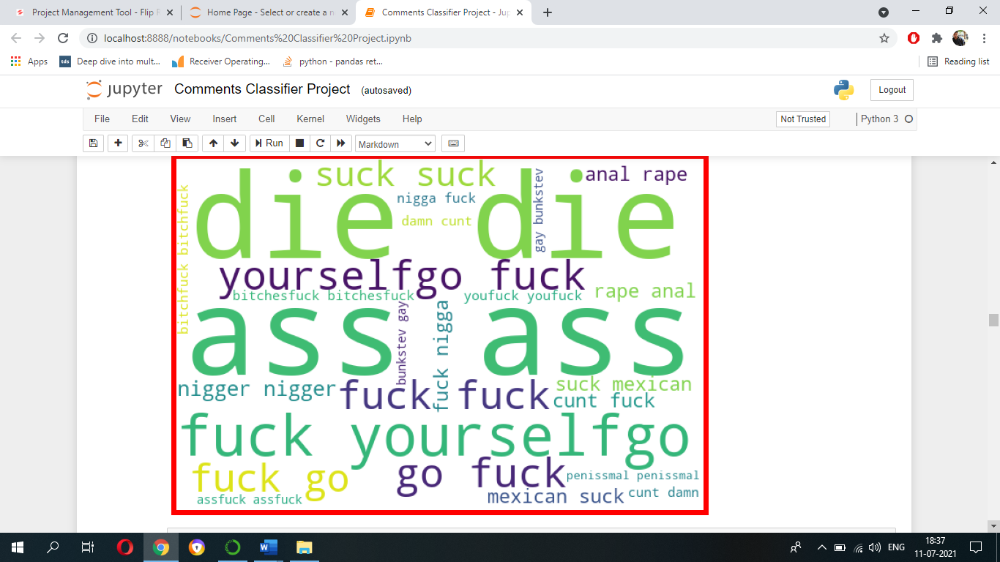 Project Management Tool - Flip R
Home Page - Select or create a n
Comments Classifier Project - Jup
localhost:8888/notebooks/Comments%20Classifier%20Project.ipynb
Apps
tds
Deep dive into mult...
Receiver Operating...
python - pandas ret...
Reading list
jupyter
Comments Classifier Project
(autosaved)
Logout
File
Edit
View
Insert
Cell
Kernel
Widgets
Help
Not Trusted
Python 3
Run
Markdown
suck suck
anal rape
die die
nigga fuck
damn cunt
gay bunkstev
bitchfuck bitchfuck
yourselfgo fuck
bitchesfuck bitchesfuck
youfuck youfuck
rape anal
ass ass
bunkstev gay
fuck nigga
nigger nigger
fuck fuck
suck mexican
cunt fuck
fuck yourselfgo
fuck go
go fuck
penissmal penissmal
assfuck assfuck
mexican suck
cunt damn
W
ENG
18:37
11-07-2021